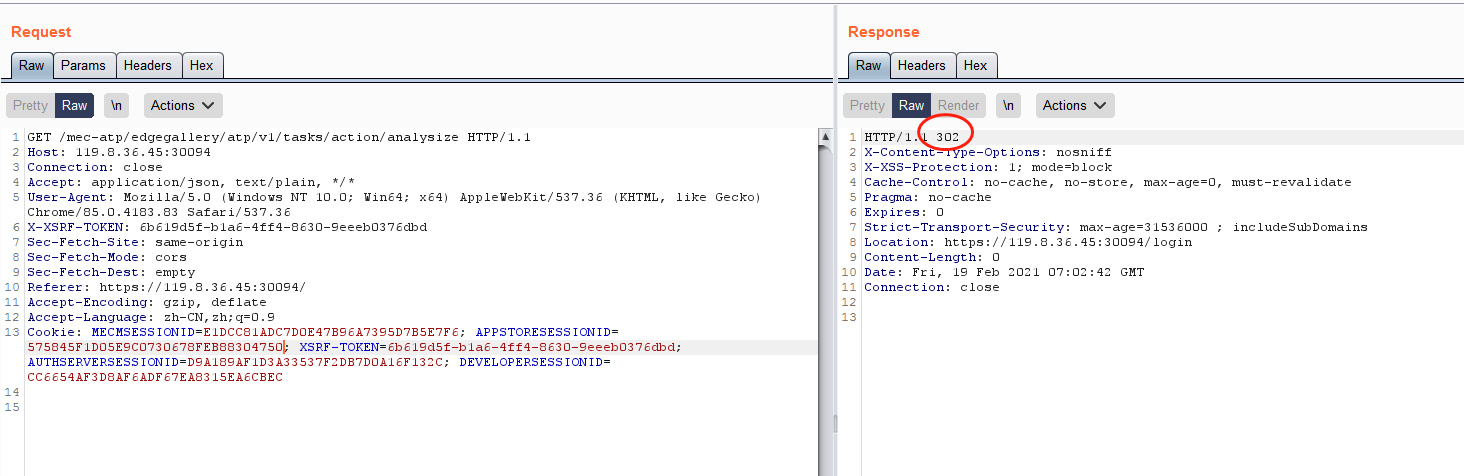 Request
Raw Params Headers Hex
Pretty Raw \n Actions
1 GET /mec-atp/edgegallery/atp/v1/tasks/action/analysize HTTP/1.1
2 Host: 119.8.36.45:30094
3 Connection: close
4 Accept: application/json, text/plain, */*
5 User-Agent: Mozilla/5.0 (Windows NT 10.0; Win64; x64) AppleWebKit/537.36 (KHTML, like Gecko)
Chrome/85.0.4183.83 Safari/537.36
6 X-XSRF-TOKEN: 6b619d5f-b1a6-4ff4-8630-9eeeb0376dbd
7 Sec-Fetch-Site: same-origin
8 Sec-Fetch-Mode: cors
9 Sec-Fetch-Dest: empty
10 Referer: https://119.8.36.45:30094/
11 Accept-Encoding: gzip, deflate
12 Accept-Language: zh-CN,zh;q=0.9
13 Cookie: MECMSESSIONID=E1DCC81ADC7D0E47B96A7395D7B5E7F6; APPSTORESESSIONID=
575845F1D05E9C0730678FEB88304750; XSRF-TOKEN=6b619d5f-b1a6-4ff4-8630-9eeeb0376dbd;
AUTHSERVERSESSIONID=D9A189AF1D3A33537F2DB7D0A16F132C; DEVELOPERSESSIONID=
CC6654AF3D8AF6ADF67EA8315EA6CBEC
14
15
Response
Raw Headers Hex
Pretty Raw Render \n Actions
1 HTTP/1.1 302
2 X-Content-Type-Options: nosniff
3 X-XSS-Protection: 1; mode=block
4 Cache-Control: no-cache, no-store, max-age=0, must-revalidate
5 Pragma: no-cache
6 Expires: 0
7 Strict-Transport-Security: max-age=31536000 ; includeSubDomains
8 Location: https://119.8.36.45:30094/login
9 Content-Length: 0
10 Date: Fri, 19 Feb 2021 07:02:42 GMT
11 Connection: close
12
13